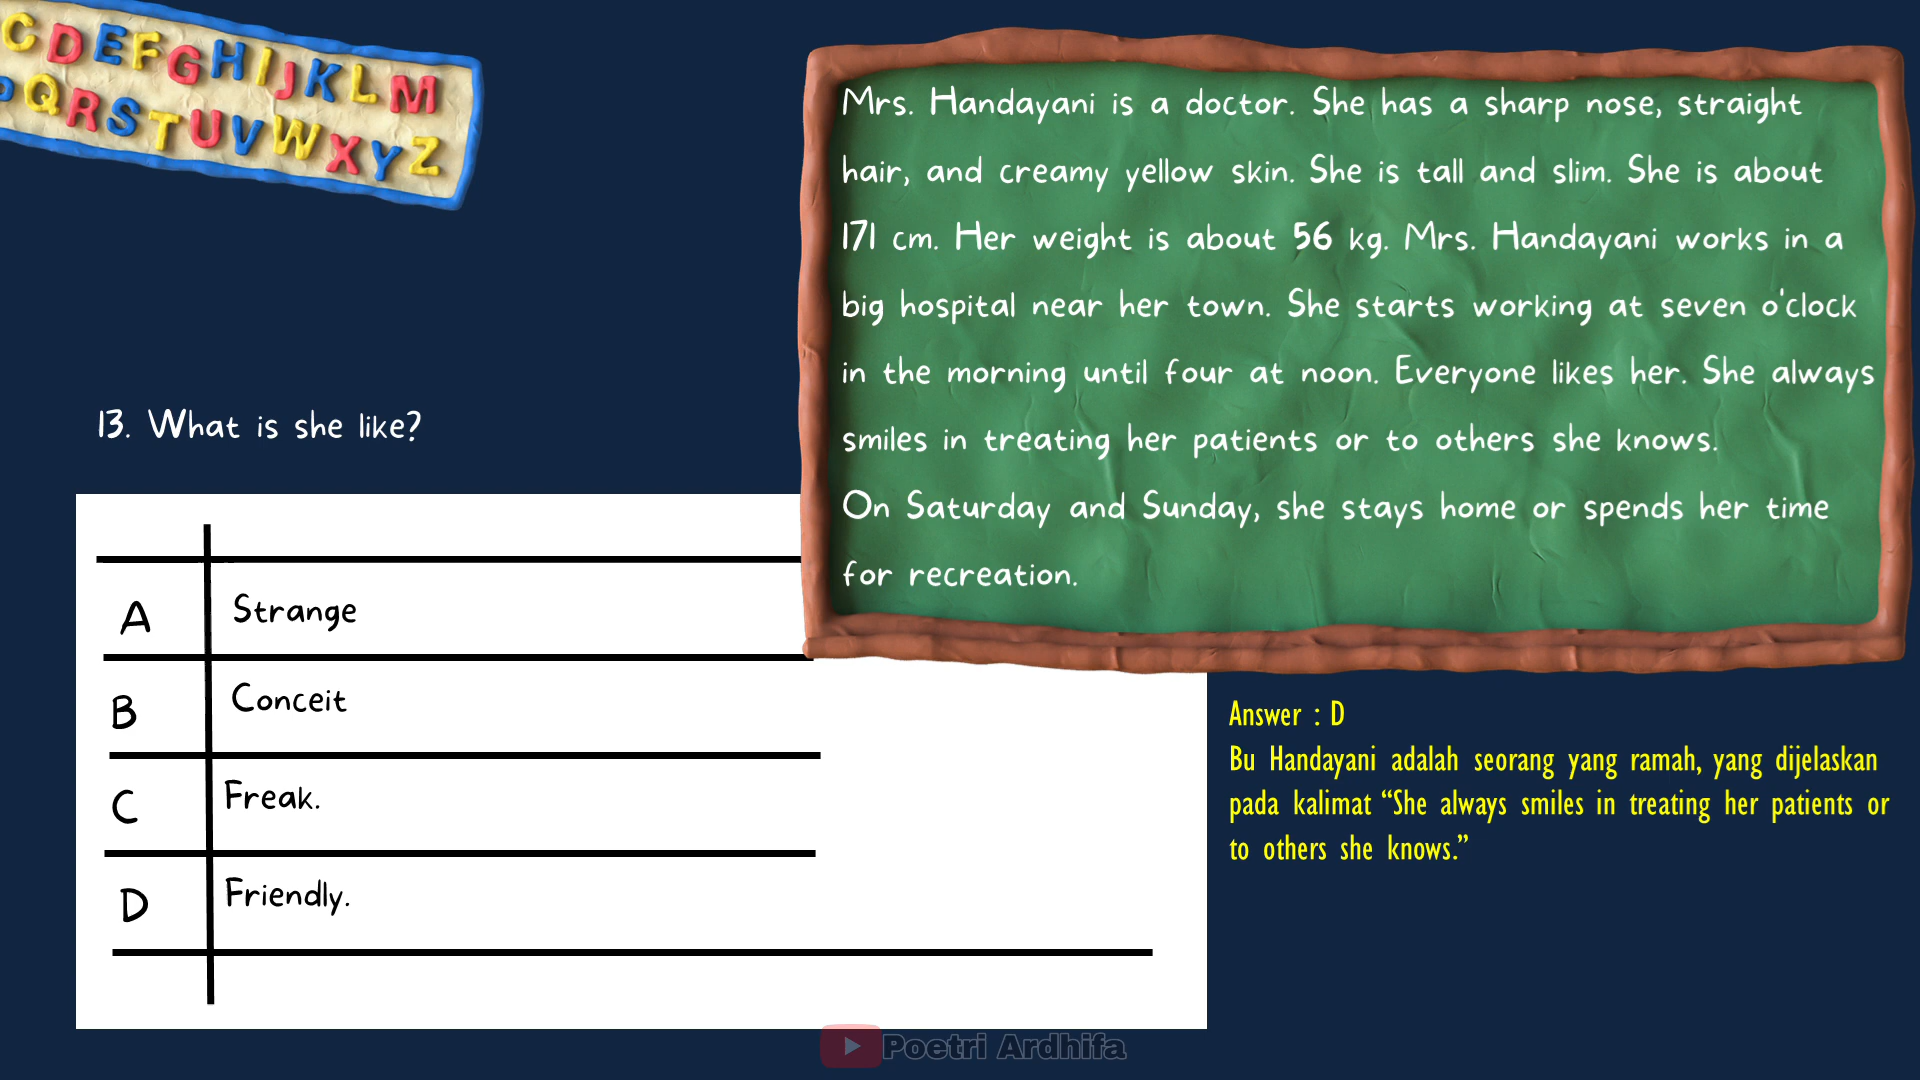 C D E F G H I J K L M
P Q R S T U V W X Y Z
Mrs. Handayani is a doctor. She has a sharp nose, straight
hair, and creamy yellow skin. She is tall and slim. She is about
171 cm. Her weight is about 56 kg. Mrs. Handayani works in a
big hospital near her town. She starts working at seven o'clock
in the morning until four at noon. Everyone likes her. She always
smiles in treating her patients or to others she knows.
On Saturday and Sunday, she stays home or spends her time
for recreation.
13. What is she like?
A Strange
B Conceit
C Freak.
D Friendly.
Answer : D
Bu Handayani adalah seorang yang ramah, yang dijelaskan
pada kalimat “She always smiles in treating her patients or
to others she knows.”
Poetri Ardhifa